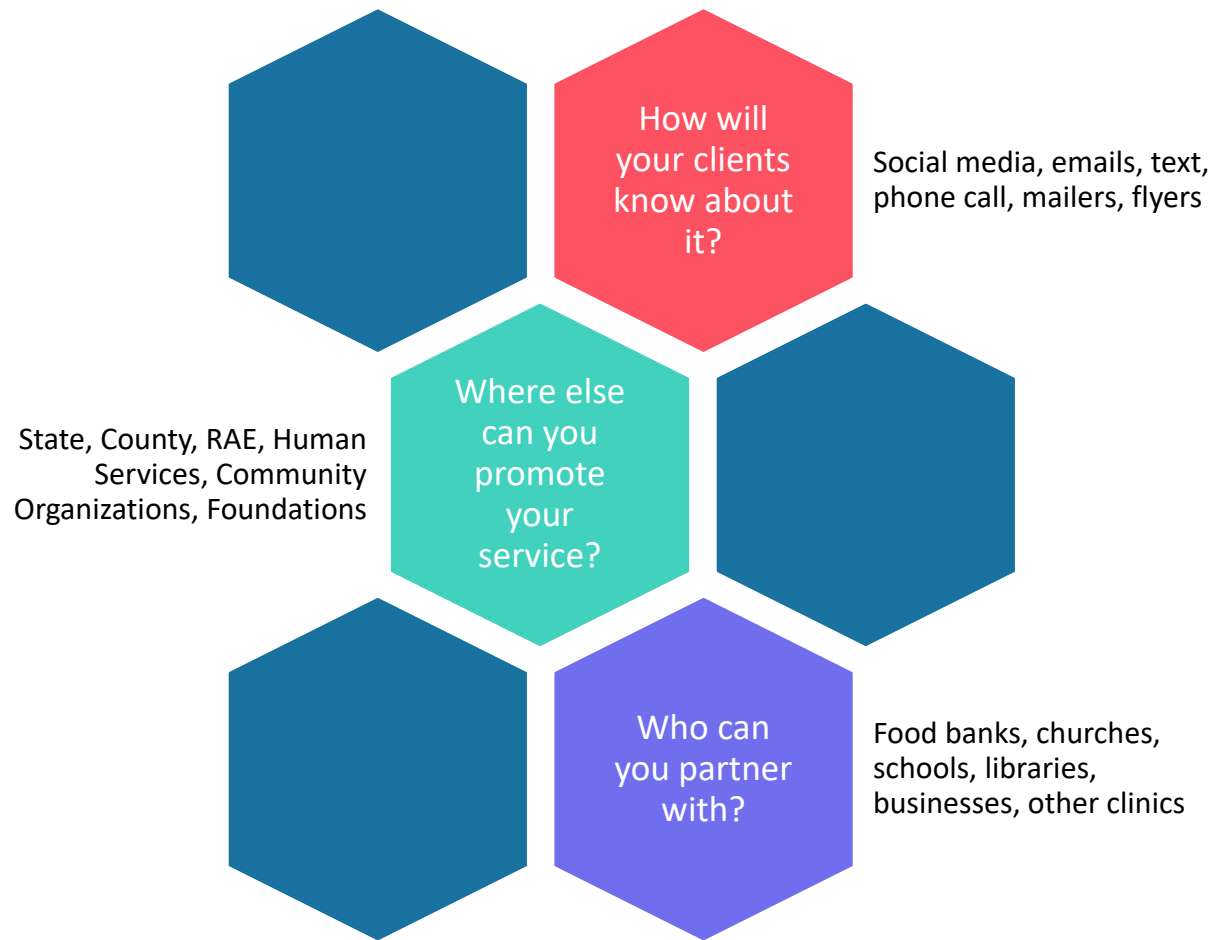 How will
your clients
know about
it?
Social media, emails, text,
phone call, mailers, flyers
Where else
can you
promote
your
service?
State, County, RAE, Human
Services, Community
Organizations, Foundations
Who can
you partner
with?
Food banks, churches,
schools, libraries,
businesses, other clinics